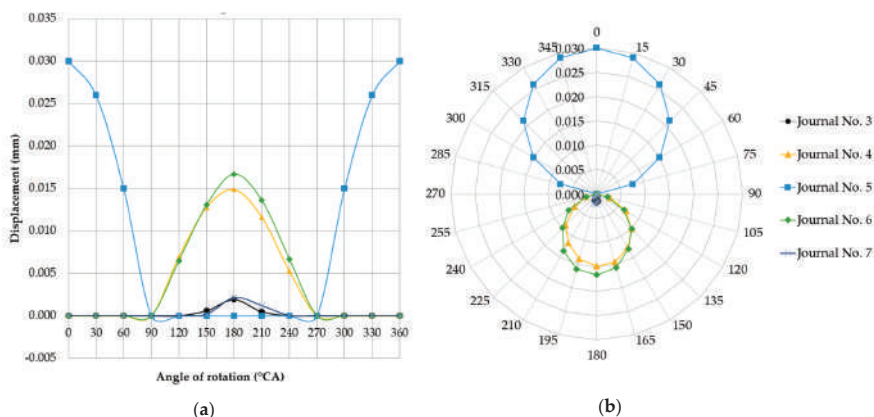 0.035
0.030
0.025
0.020
0.015
0.010
0.005
0.000
-0.005
Displacement (mm)
0 30 60 90 120 150 180 210 240 270 300 330 360
Angle of rotation (°CA)
(a)
0
345 15
330 30
315 45
300 60
285 75
270 90
255 105
240 120
225 135
210 150
195 165
180
0.030
0.025
0.020
0.015
0.010
0.005
0.000
Journal No. 3
Journal No. 4
Journal No. 5
Journal No. 6
Journal No. 7
(b)